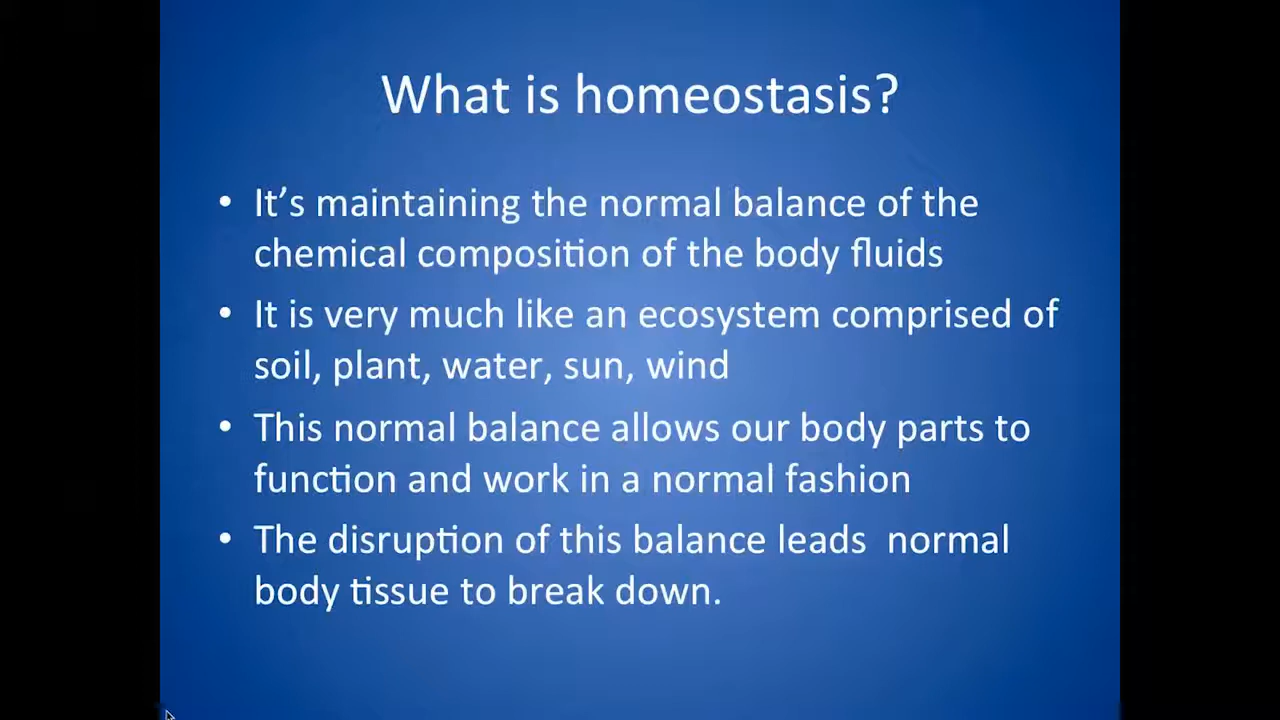 What is homeostasis?
• It’s maintaining the normal balance of the
chemical composition of the body fluids
• It is very much like an ecosystem comprised of
soil, plant, water, sun, wind
• This normal balance allows our body parts to
function and work in a normal fashion
• The disruption of this balance leads  normal
body tissue to break down.